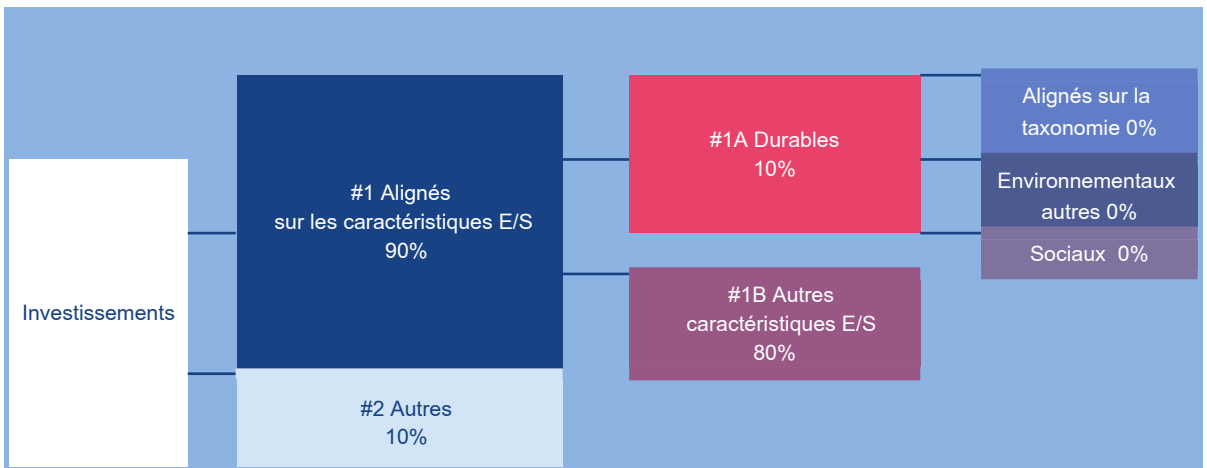 Investissements
#1 Alignés
sur les caractéristiques E/S
90%
#2 Autres
10%
#1A Durables
10%
#1B Autres
caractéristiques E/S
80%
Alignés sur la
taxonomie 0%
Environnementaux
autres 0%
Sociaux 0%